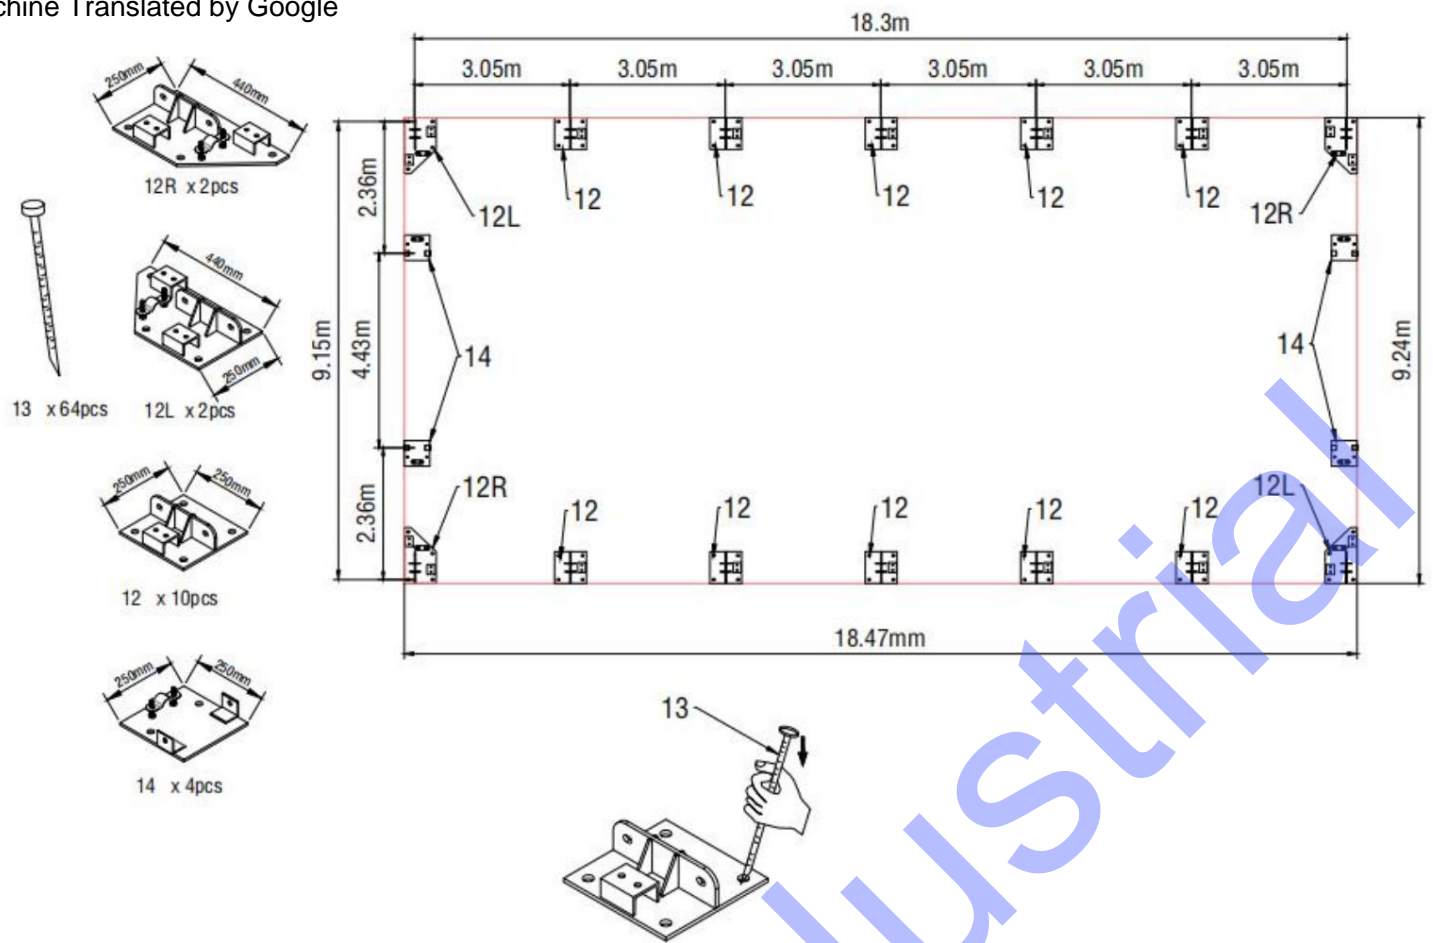 chine Translated by Google
250mm
440mm
12R x 2pcs
440mm
250mm
13 x 64pcs
12L x 2pcs
250mm
250mm
12 x 10pcs
250mm
250mm
14 x 4pcs
18.3m
3.05m 3.05m 3.05m 3.05m 3.05m 3.05m
2.36m
12L
12
12
12
12
12
12R
9.15m
4.43m
14
14
9.24m
2.36m
12R
12
12
12
12
12
12L
18.47mm
13
lustrial